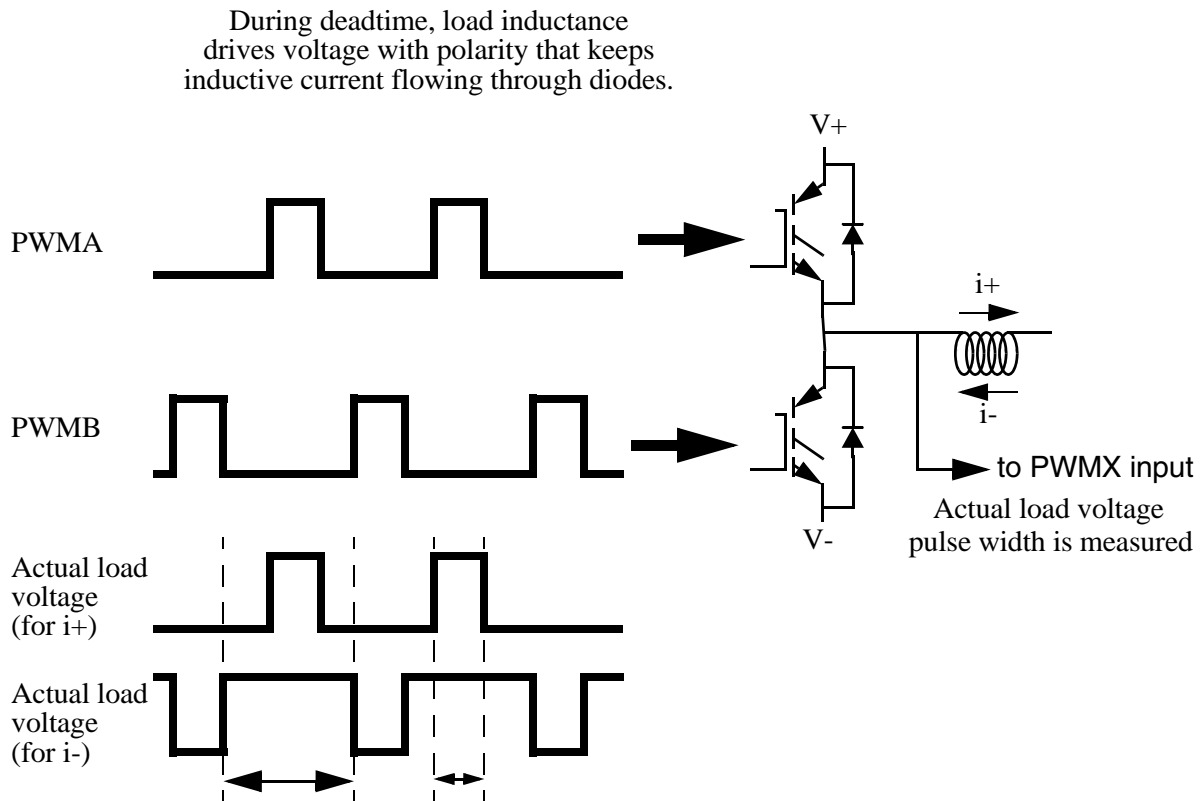 During deadtime, load inductance
drives voltage with polarity that keeps
inductive current flowing through diodes.
V+
PWMA
i+
PWMB
i-
to PWMX input
Actual load voltage
pulse width is measured
V-
Actual load
voltage
(for i+)
Actual load
voltage
(for i-)